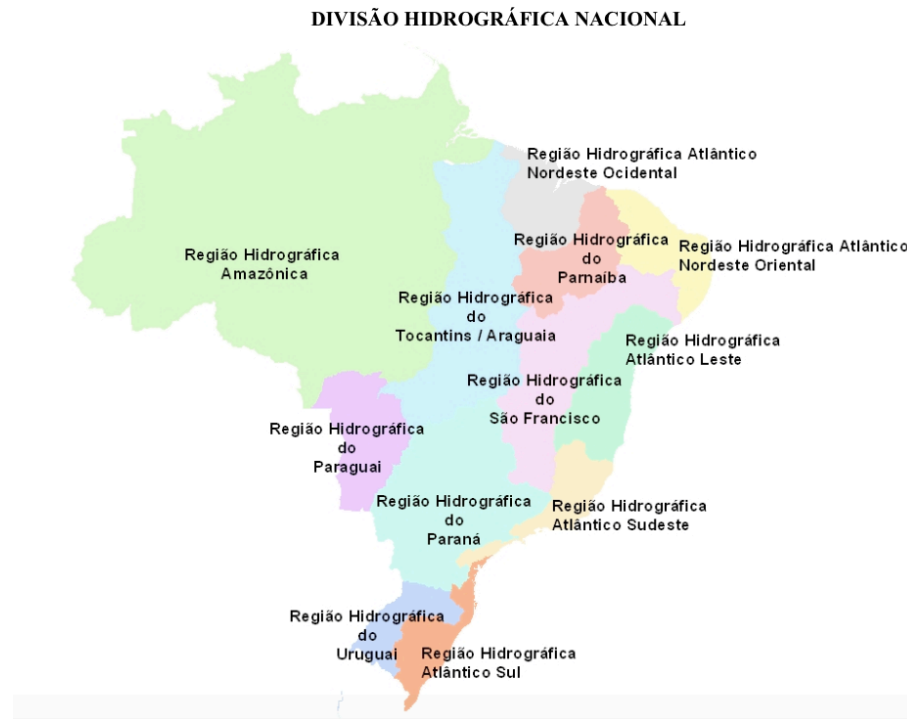 DIVISÃO HIDROGRÁFICA NACIONAL
Região Hidrográfica Atlântico
Nordeste Ocidental
Região Hidrográfica
do
Parnaíba
Região Hidrográfica Atlântico
Nordeste Oriental
Região Hidrográfica
Amazônica
Região Hidrográfica
do
Tocantins / Araguaia
Região Hidrográfica
Atlântico Leste
Região Hidrográfica
do
São Francisco
Região Hidrográfica
do
Paraguai
Região Hidrográfica
do
Paraná
Região Hidrográfica
Atlântico Sudeste
Região Hidrográfica
do
Uruguai
Região Hidrográfica
Atlântico Sul